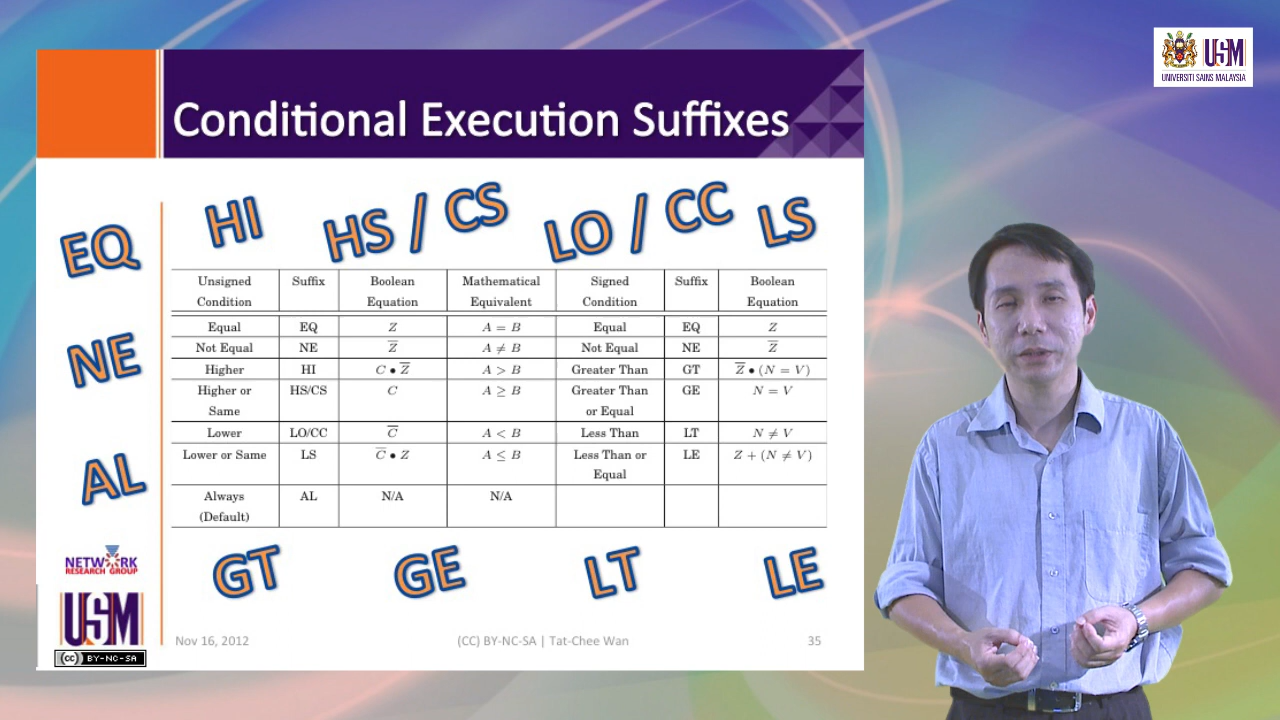 USM
UNIVERSITI SAINS MALAYSIA
Conditional Execution Suffixes
EQ
HI
HS / CS
LO / CC
LS
NE
AL
Unsigned Condition Suffix Boolean Equation Mathematical Equivalent Signed Condition Suffix Boolean Equation
Equal EQ Z A = B Equal EQ Z
Not Equal NE Z̅ A ≠ B Not Equal NE Z̅
Higher HI C • Z̅ A > B Greater Than GT Z̅ • (N = V)
Higher or Same HS/CS C A ≥ B Greater Than or Equal GE N = V
Lower LO/CC C̅ A < B Less Than LT N ≠ V
Lower or Same LS C̅ • Z A ≤ B Less Than or Equal LE Z + (N ≠ V)
Always (Default) AL N/A N/A
GT
GE
LT
LE
NETWORK
RESEARCH GROUP
USM
(cc) BY-NC-SA
Nov 16, 2012
(CC) BY-NC-SA | Tat-Chee Wan
35